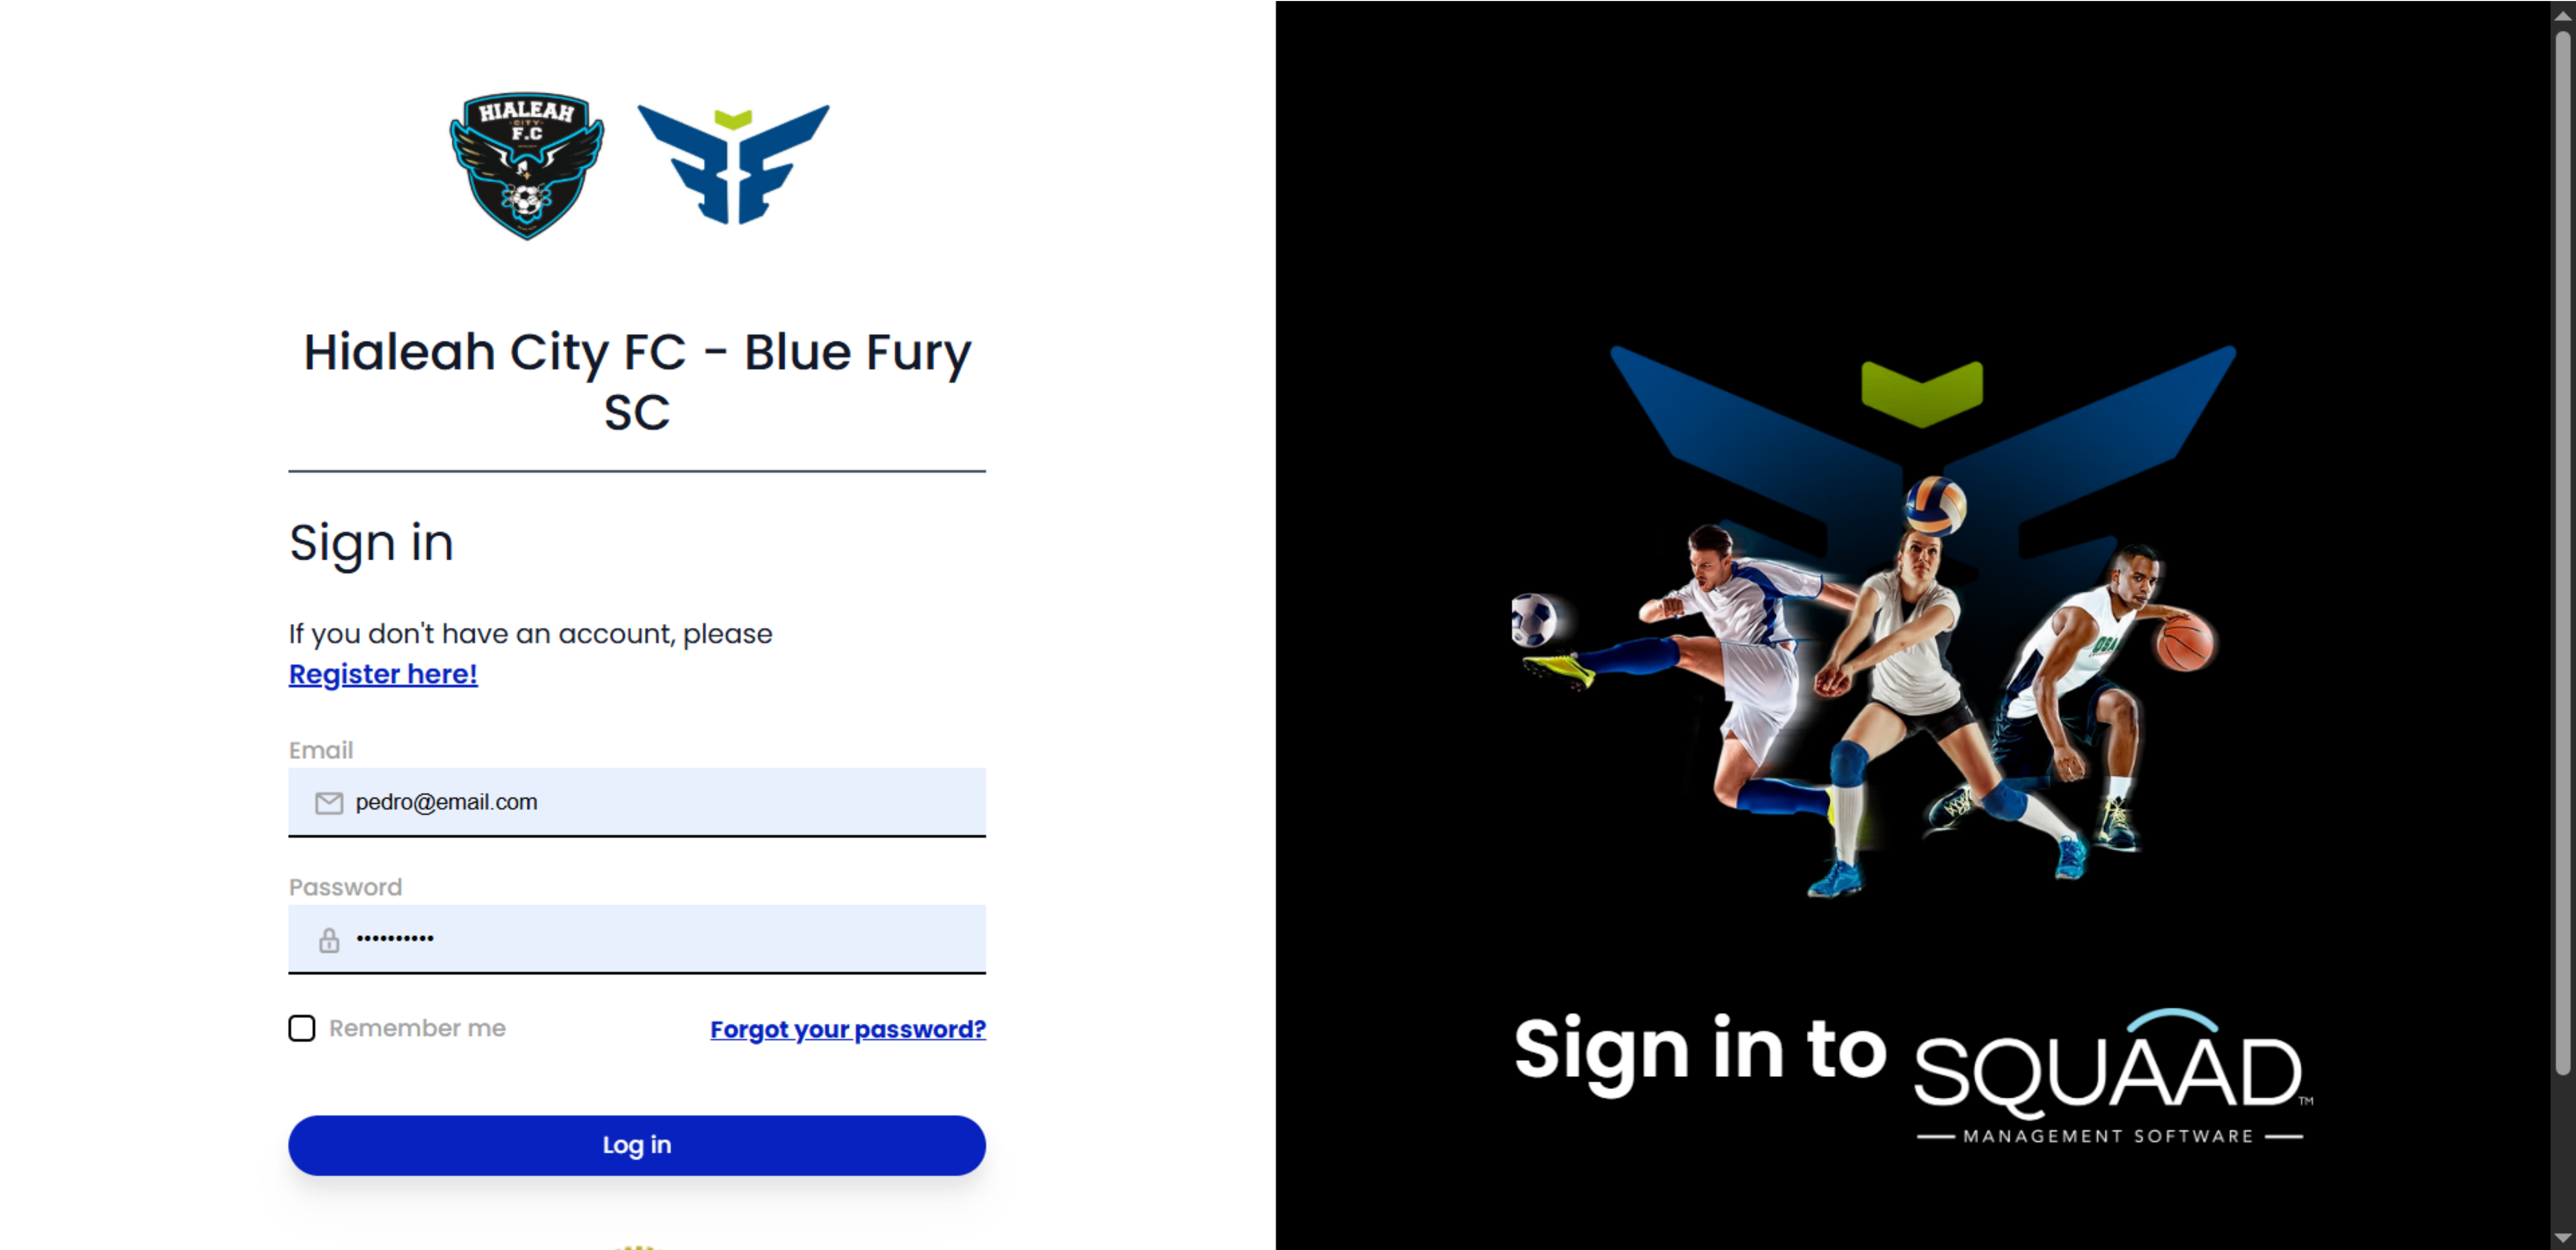 HIALEAH
CITY
F.C
Hialeah City FC - Blue Fury
SC
Sign in
If you don't have an account, please
Register here!
Email
pedro@email.com
Password
••••••••••
Remember me
Forgot your password?
Log in
Sign in to SQUAAD™
MANAGEMENT SOFTWARE